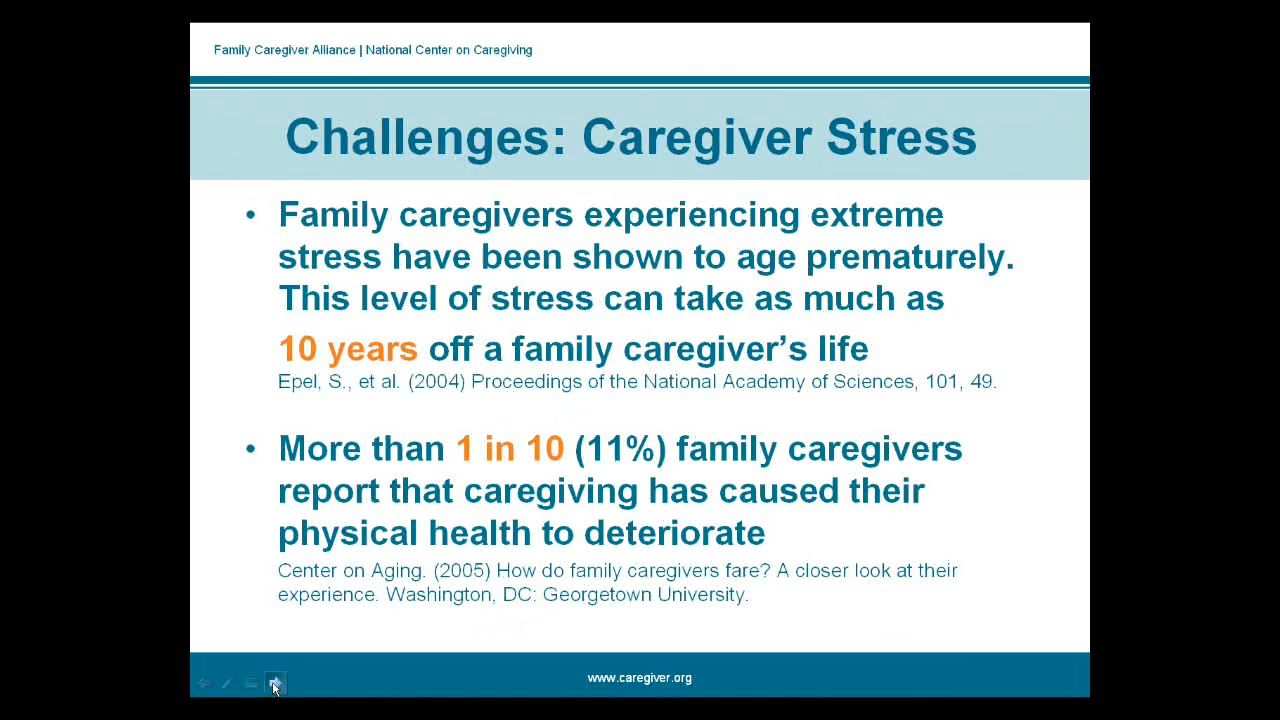 Family Caregiver Alliance | National Center on Caregiving
Challenges: Caregiver Stress
• Family caregivers experiencing extreme
stress have been shown to age prematurely.
This level of stress can take as much as
10 years off a family caregiver's life
Epel, S., et al. (2004) Proceedings of the National Academy of Sciences, 101, 49.
• More than 1 in 10 (11%) family caregivers
report that caregiving has caused their
physical health to deteriorate
Center on Aging. (2005) How do family caregivers fare? A closer look at their
experience. Washington, DC: Georgetown University.
www.caregiver.org